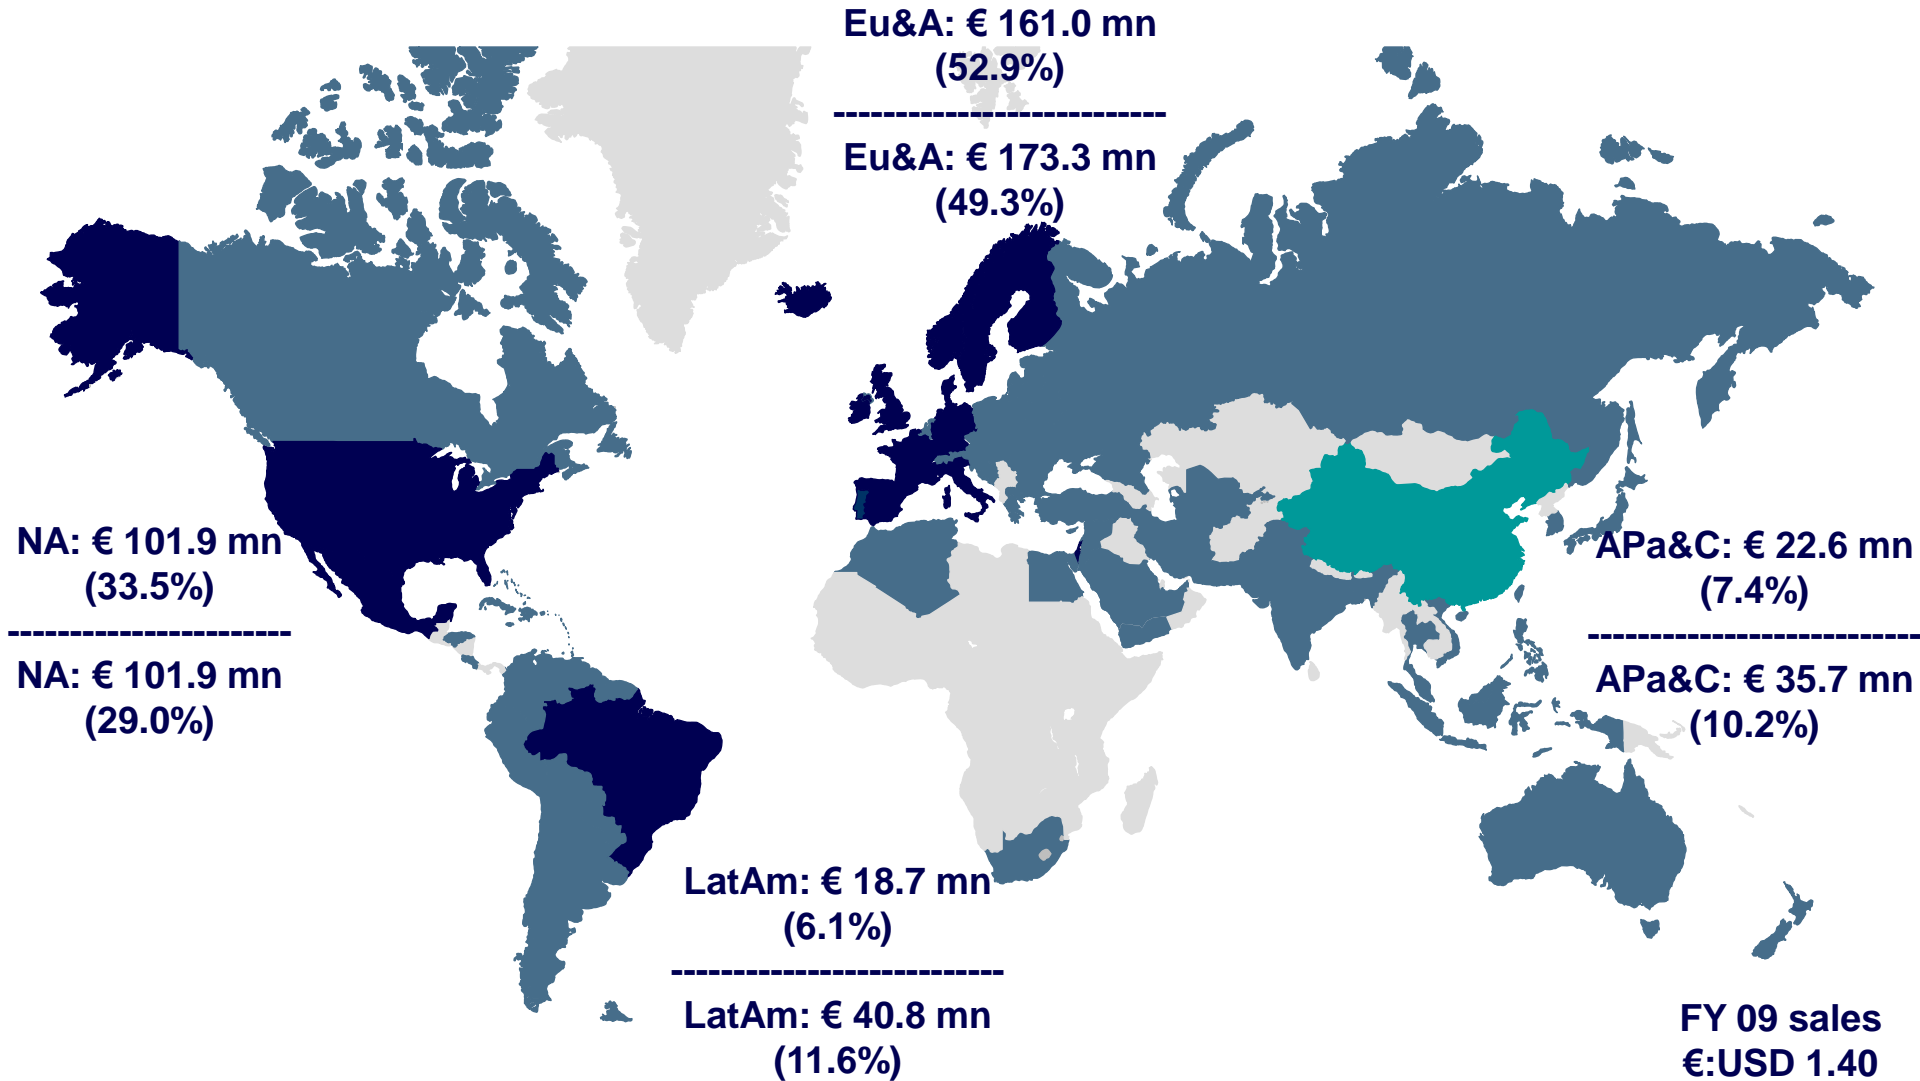 Eu&A: € 161.0 mn
(52.9%)
---------------------------
Eu&A: € 173.3 mn
(49.3%)
NA: € 101.9 mn
(33.5%)
-----------------------
NA: € 101.9 mn
(29.0%)
APa&C: € 22.6 mn
(7.4%)
---------------------------
APa&C: € 35.7 mn
(10.2%)
LatAm: € 18.7 mn
(6.1%)
---------------------------
LatAm: € 40.8 mn
(11.6%)
FY 09 sales
€:USD 1.40